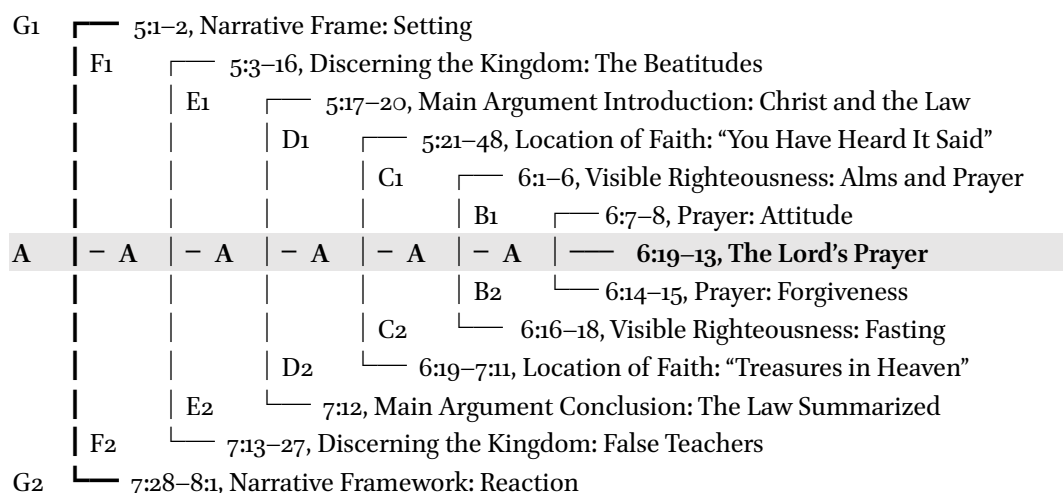 G1 5:1–2, Narrative Frame: Setting
F1 5:3–16, Discerning the Kingdom: The Beatitudes
E1 5:17–20, Main Argument Introduction: Christ and the Law
D1 5:21–48, Location of Faith: “You Have Heard It Said”
C1 6:1–6, Visible Righteousness: Alms and Prayer
B1 6:7–8, Prayer: Attitude
A – A – A – A – A – A 6:19–13, The Lord’s Prayer
B2 6:14–15, Prayer: Forgiveness
C2 6:16–18, Visible Righteousness: Fasting
D2 6:19–7:11, Location of Faith: “Treasures in Heaven”
E2 7:12, Main Argument Conclusion: The Law Summarized
F2 7:13–27, Discerning the Kingdom: False Teachers
G2 7:28–8:1, Narrative Framework: Reaction